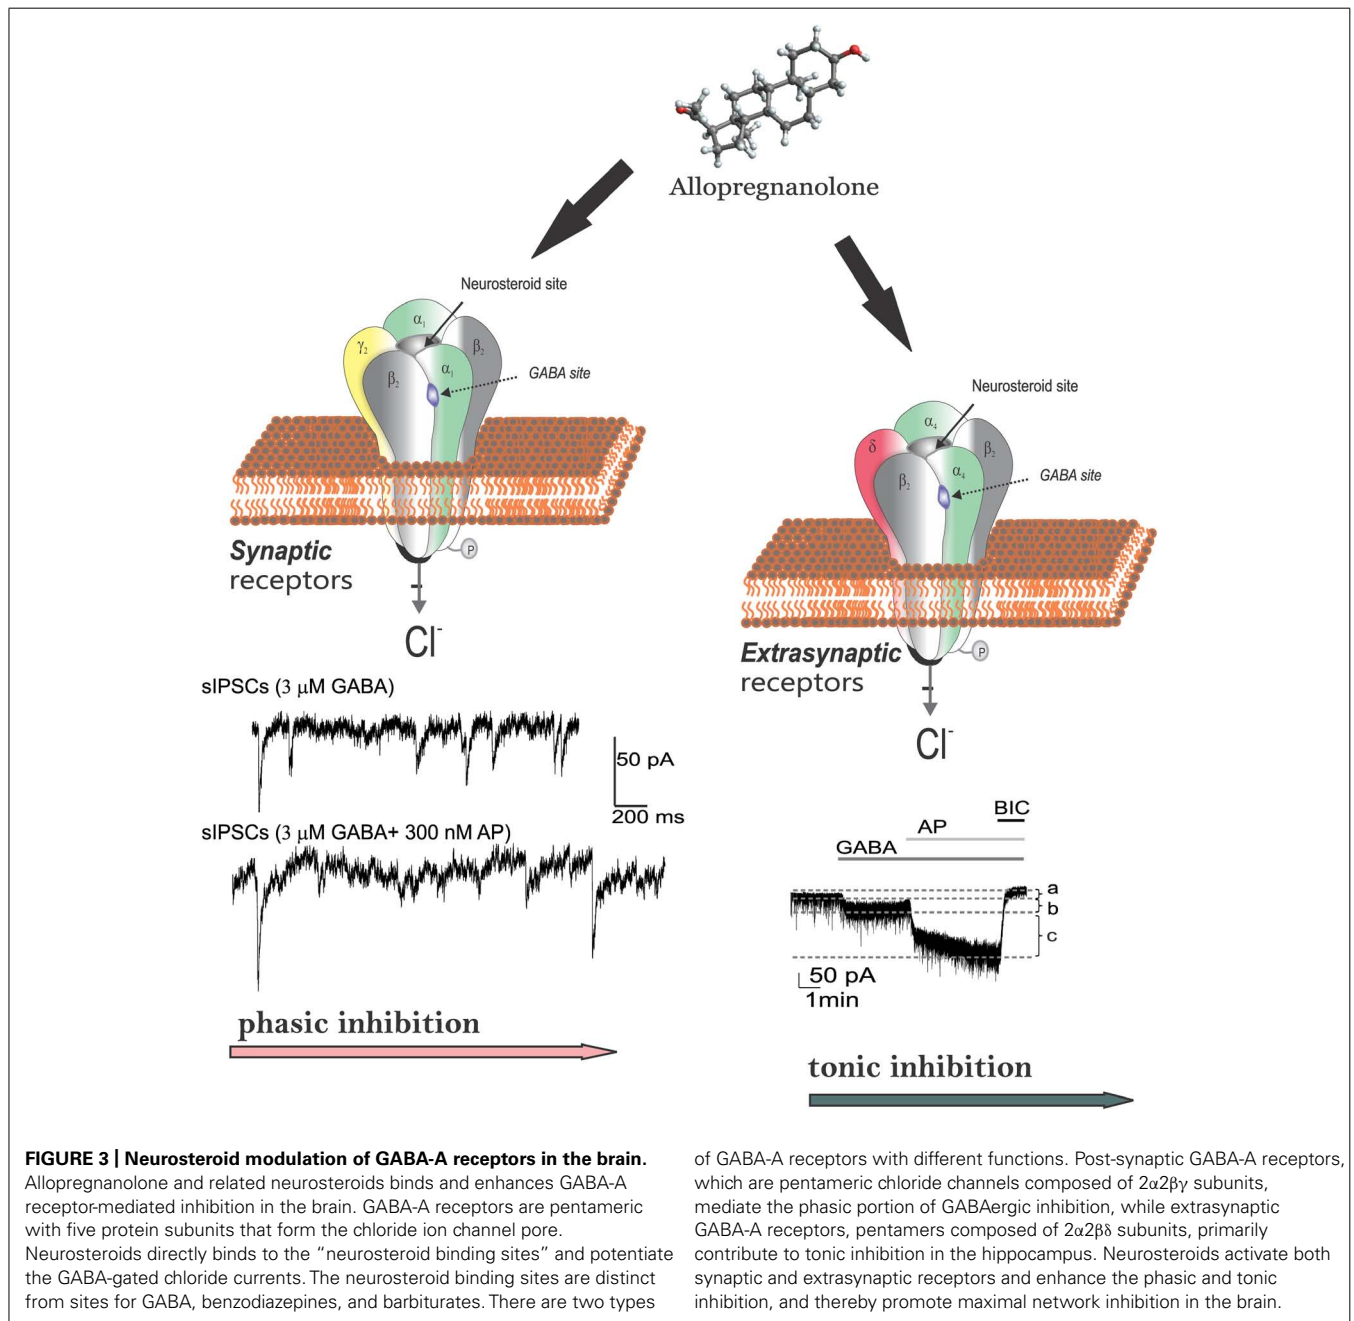 Allopregnanolone
Neurosteroid site
α₁
γ₂
β₂
β₂
α₁
GABA site
Synaptic
receptors
P
Cl⁻
sIPSCs (3 μM GABA)
50 pA
200 ms
sIPSCs (3 μM GABA+ 300 nM AP)
phasic inhibition
Neurosteroid site
α₄
δ
β₂
β₂
α₄
GABA site
Extrasynaptic
receptors
P
Cl⁻
BIC
AP
GABA
a
b
c
50 pA
1min
tonic inhibition
FIGURE 3 | Neurosteroid modulation of GABA-A receptors in the brain.
Allopregnanolone and related neurosteroids binds and enhances GABA-A
receptor-mediated inhibition in the brain. GABA-A receptors are pentameric
with five protein subunits that form the chloride ion channel pore.
Neurosteroids directly binds to the “neurosteroid binding sites” and potentiate
the GABA-gated chloride currents. The neurosteroid binding sites are distinct
from sites for GABA, benzodiazepines, and barbiturates. There are two types
of GABA-A receptors with different functions. Post-synaptic GABA-A receptors,
which are pentameric chloride channels composed of 2α2βγ subunits,
mediate the phasic portion of GABAergic inhibition, while extrasynaptic
GABA-A receptors, pentamers composed of 2α2βδ subunits, primarily
contribute to tonic inhibition in the hippocampus. Neurosteroids activate both
synaptic and extrasynaptic receptors and enhance the phasic and tonic
inhibition, and thereby promote maximal network inhibition in the brain.